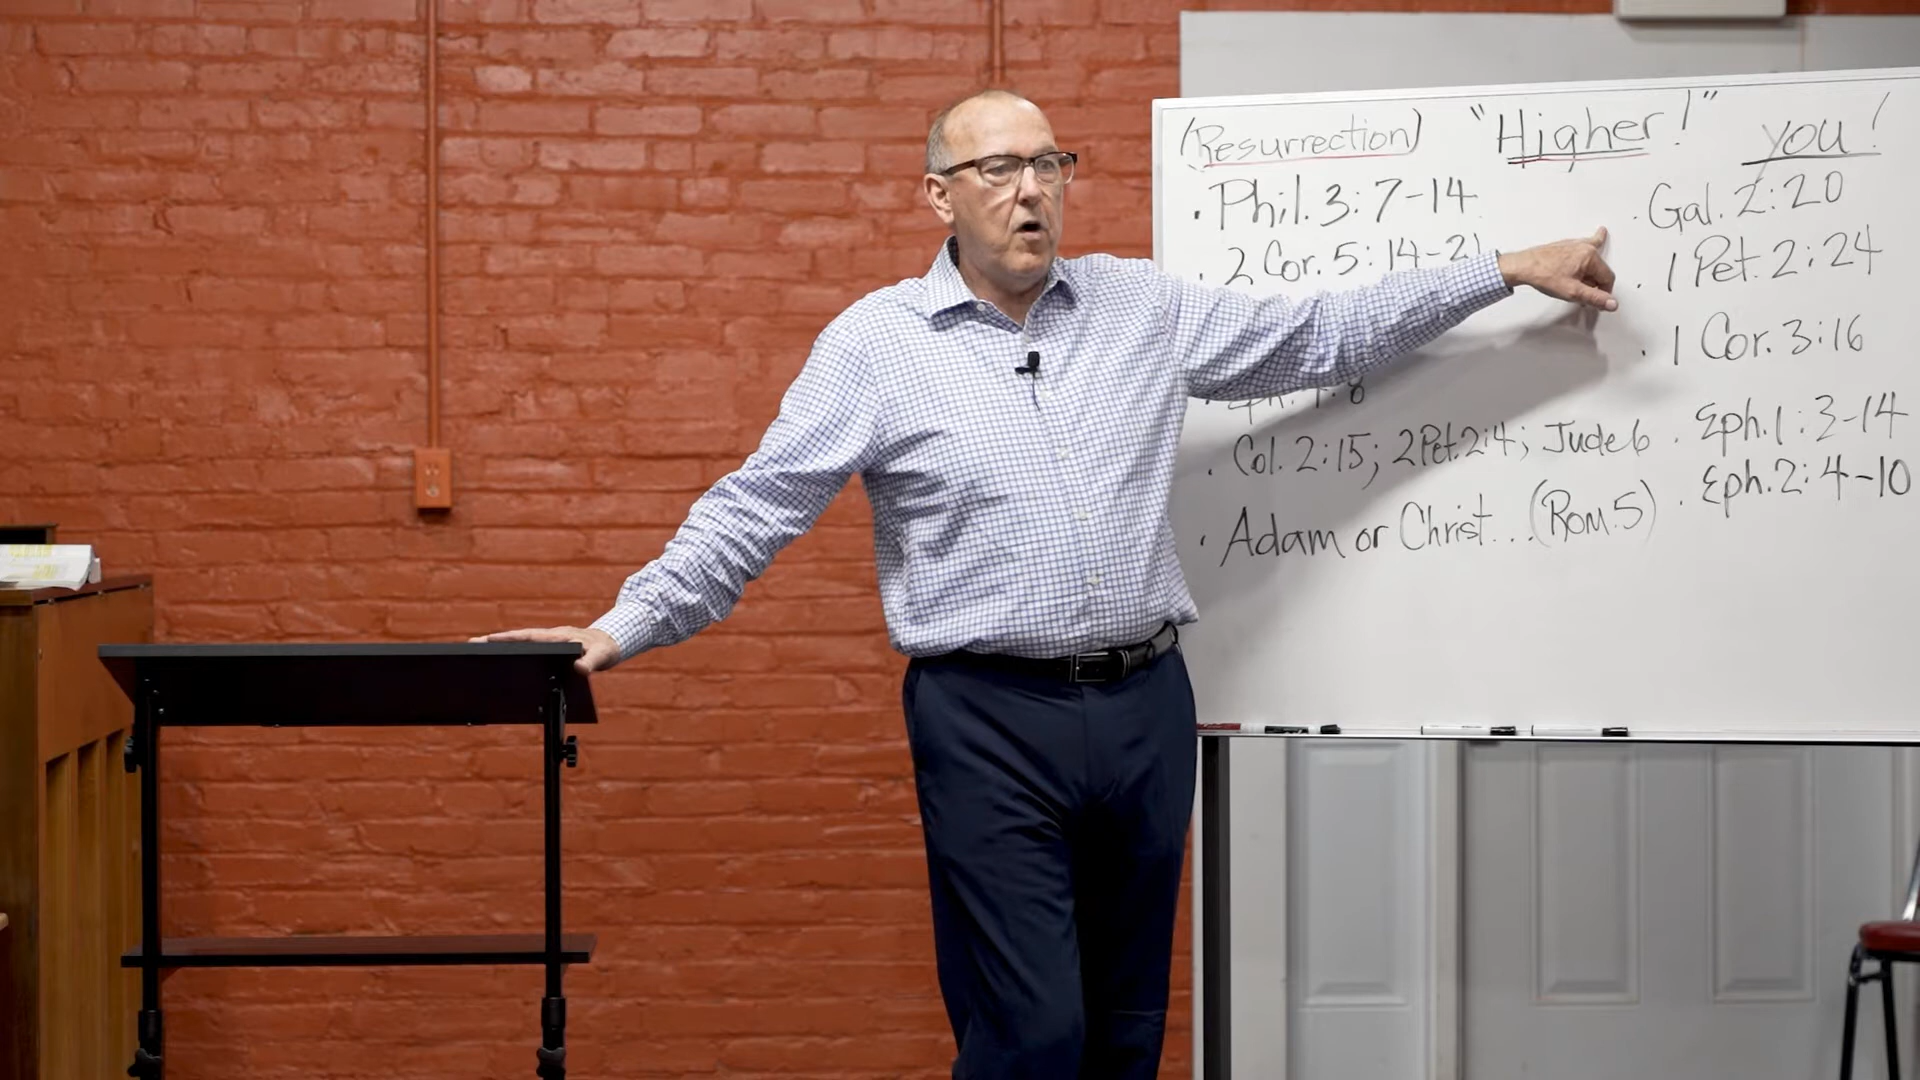 (Resurrection) "Higher!" you!
· Phil. 3:7-14
· 2 Cor. 5:14-21
· 4:8
· Col. 2:15; 2 Pet. 2:4; Jude 6
· Adam or Christ... (Rom. 5)
· Gal. 2:20
· 1 Pet. 2:24
· 1 Cor. 3:16
· Eph. 1:3-14
· Eph. 2:4-10